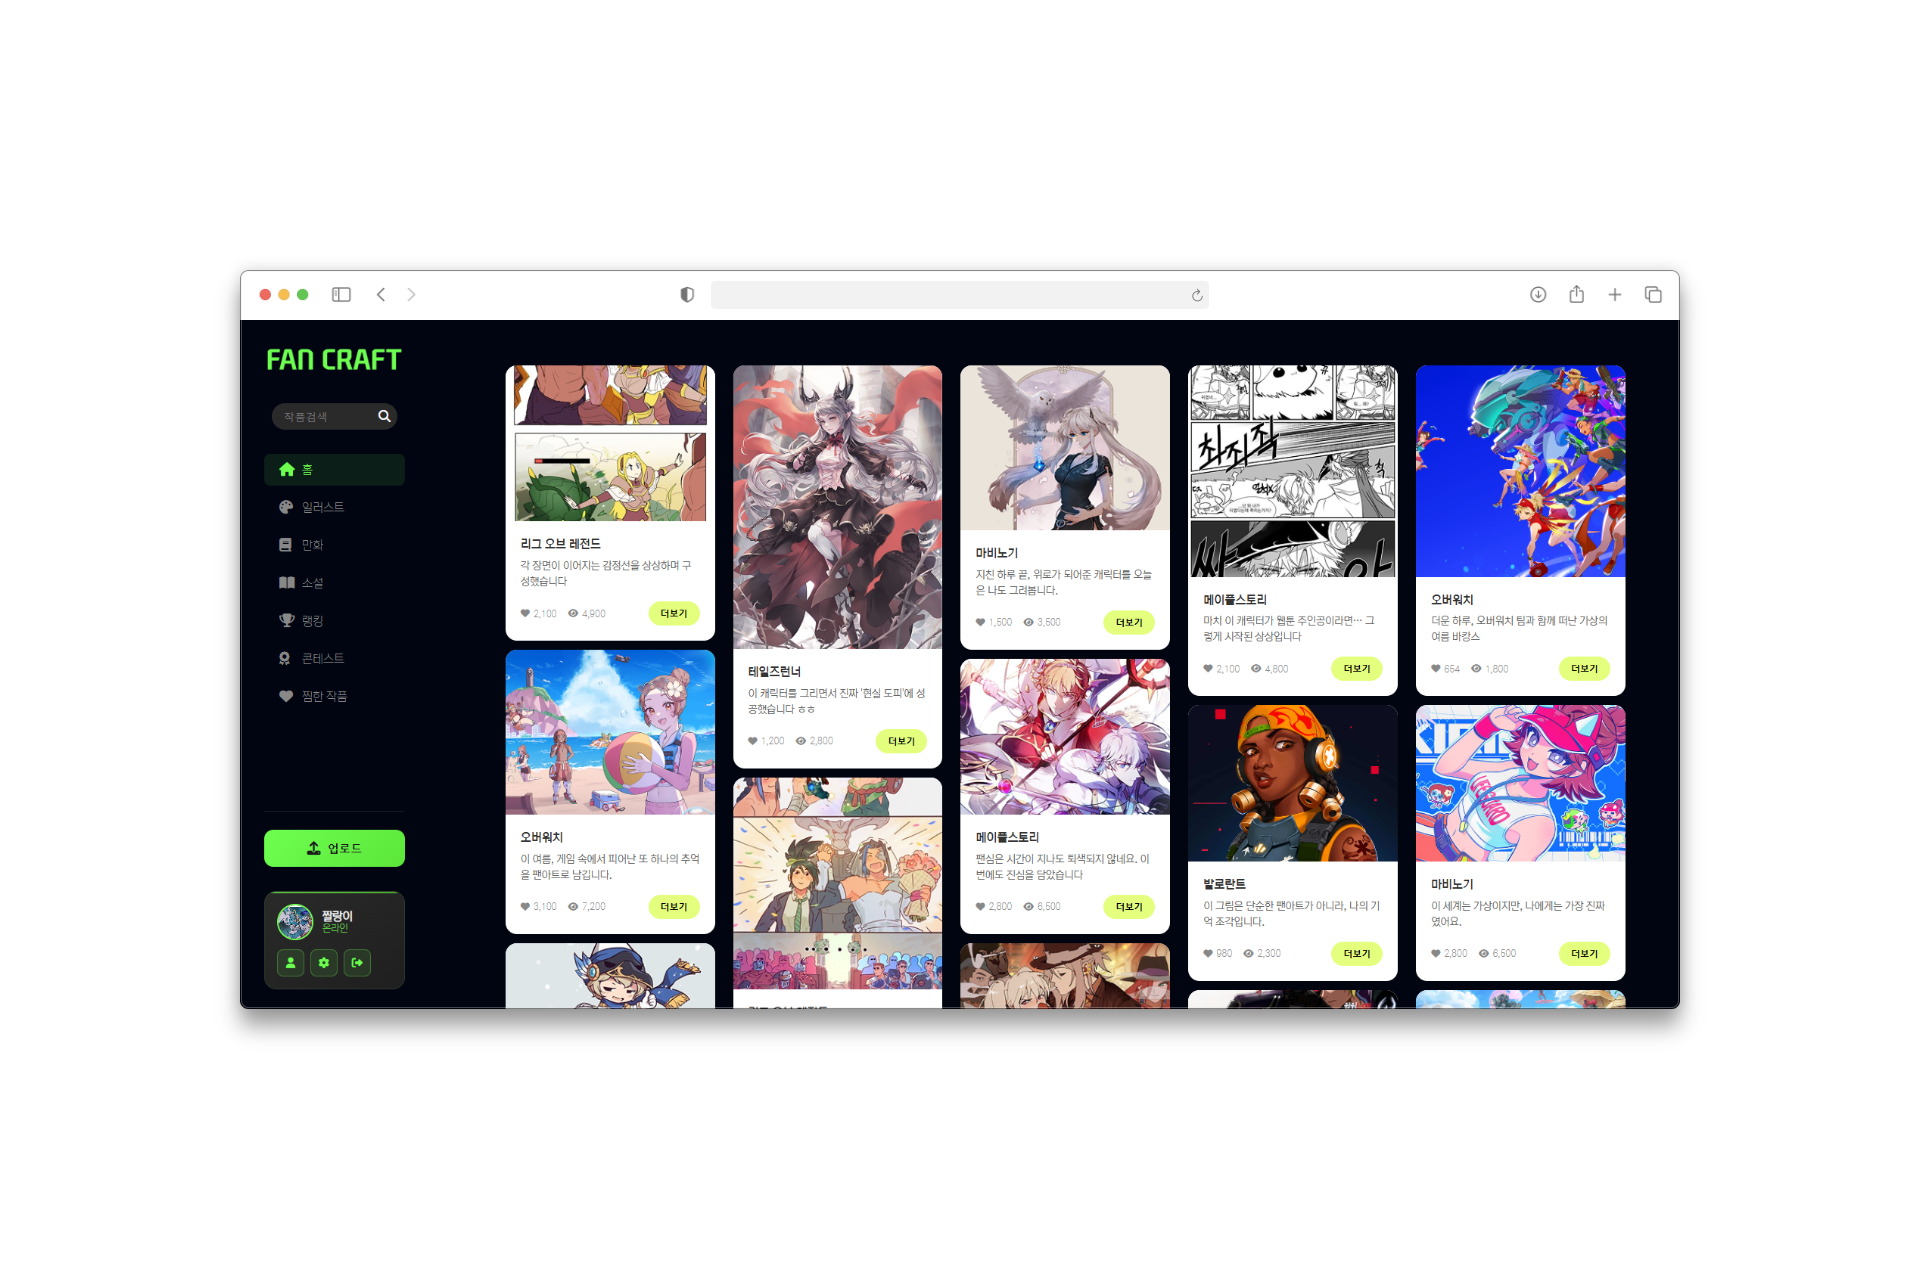 FAN CRAFT
작품검색
홈
일러스트
만화
소설
랭킹
콘테스트
찜한 작품
업로드
짤랑이
온라인
리그 오브 레전드
각 장면이 이어지는 감정선을 상상하며 구
성했습니다
2,100 4,900 더보기
오버워치
이 여름, 게임 속에서 피어난 또 하나의 추억
을 팬아트로 남깁니다.
3,100 7,200 더보기
테일즈런너
이 캐릭터를 그리면서 진짜 '현실 도피'에 성
공했습니다 ㅎㅎ
1,200 2,800 더보기
마비노기
지친 하루 끝, 위로가 되어준 캐릭터를 오늘
은 나도 그려봅니다.
1,500 3,500 더보기
메이플스토리
팬심은 시간이 지나도 퇴색되지 않네요. 이
번에도 진심을 담았습니다
2,800 6,500 더보기
메이플스토리
마치 이 캐릭터가 웹툰 주인공이라면… 그
렇게 시작된 상상입니다
2,100 4,800 더보기
발로란트
이 그림은 단순한 팬아트가 아니라, 나의 기
억 조각입니다.
980 2,300 더보기
오버워치
더운 하루, 오버워치 팀과 함께 떠난 가상의
여름 바캉스
654 1,800 더보기
마비노기
이 세계는 가상이지만, 나에게는 가장 진짜
였어요.
2,800 6,500 더보기